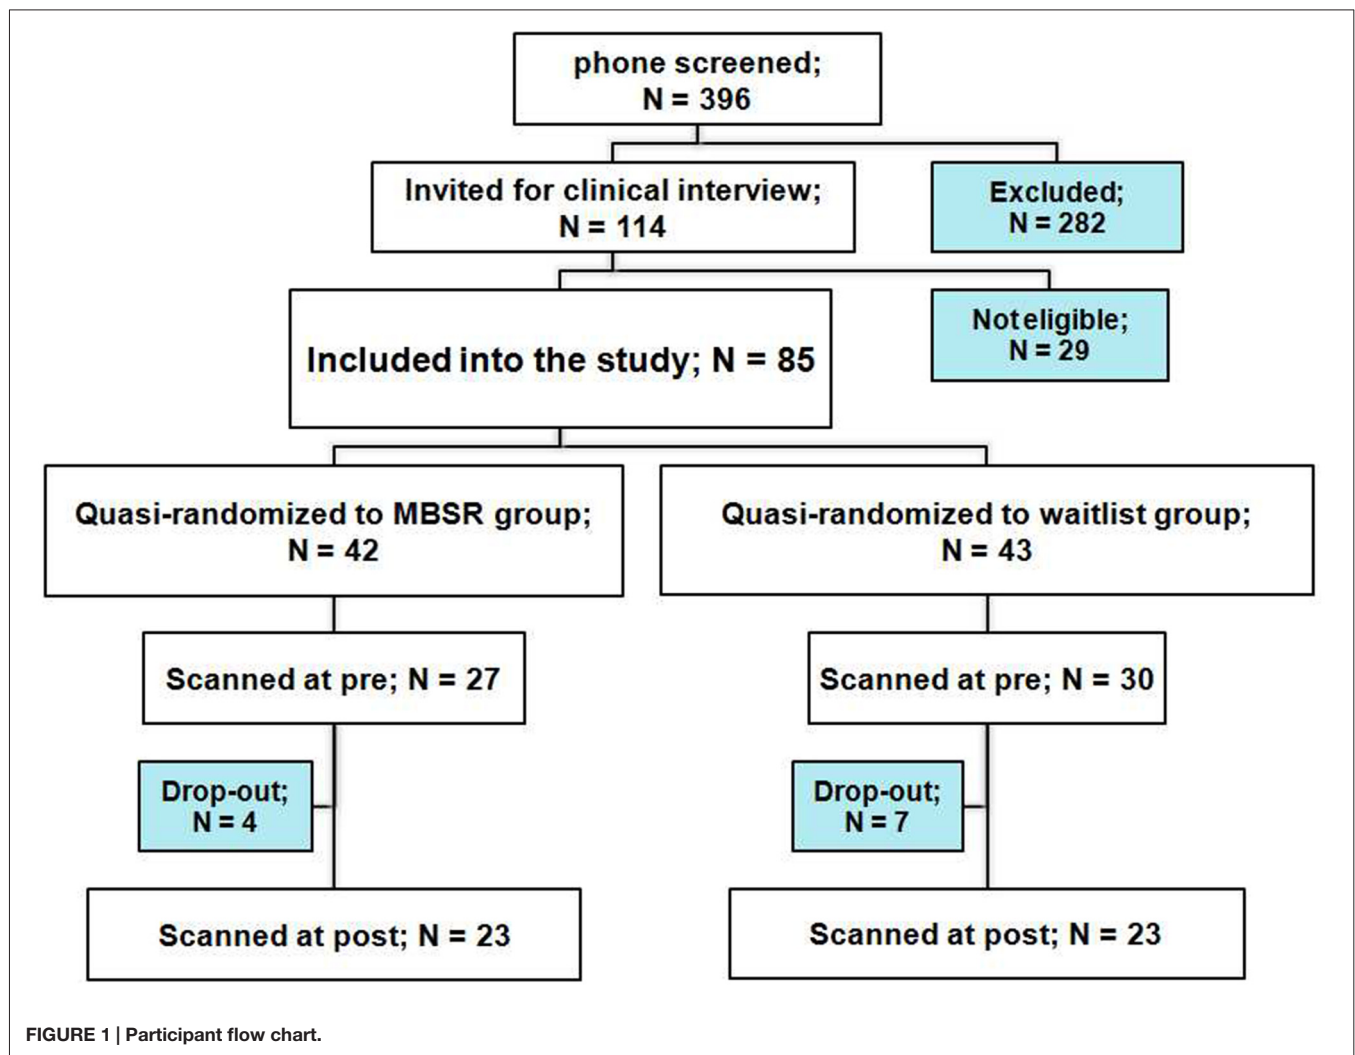 phone screened;
N = 396
Invited for clinical interview;
N = 114
Excluded;
N = 282
Included into the study; N = 85
Not eligible;
N = 29
Quasi-randomized to MBSR group;
N = 42
Quasi-randomized to waitlist group;
N = 43
Scanned at pre; N = 27
Scanned at pre; N = 30
Drop-out;
N = 4
Drop-out;
N = 7
Scanned at post; N = 23
Scanned at post; N = 23
FIGURE 1 | Participant flow chart.